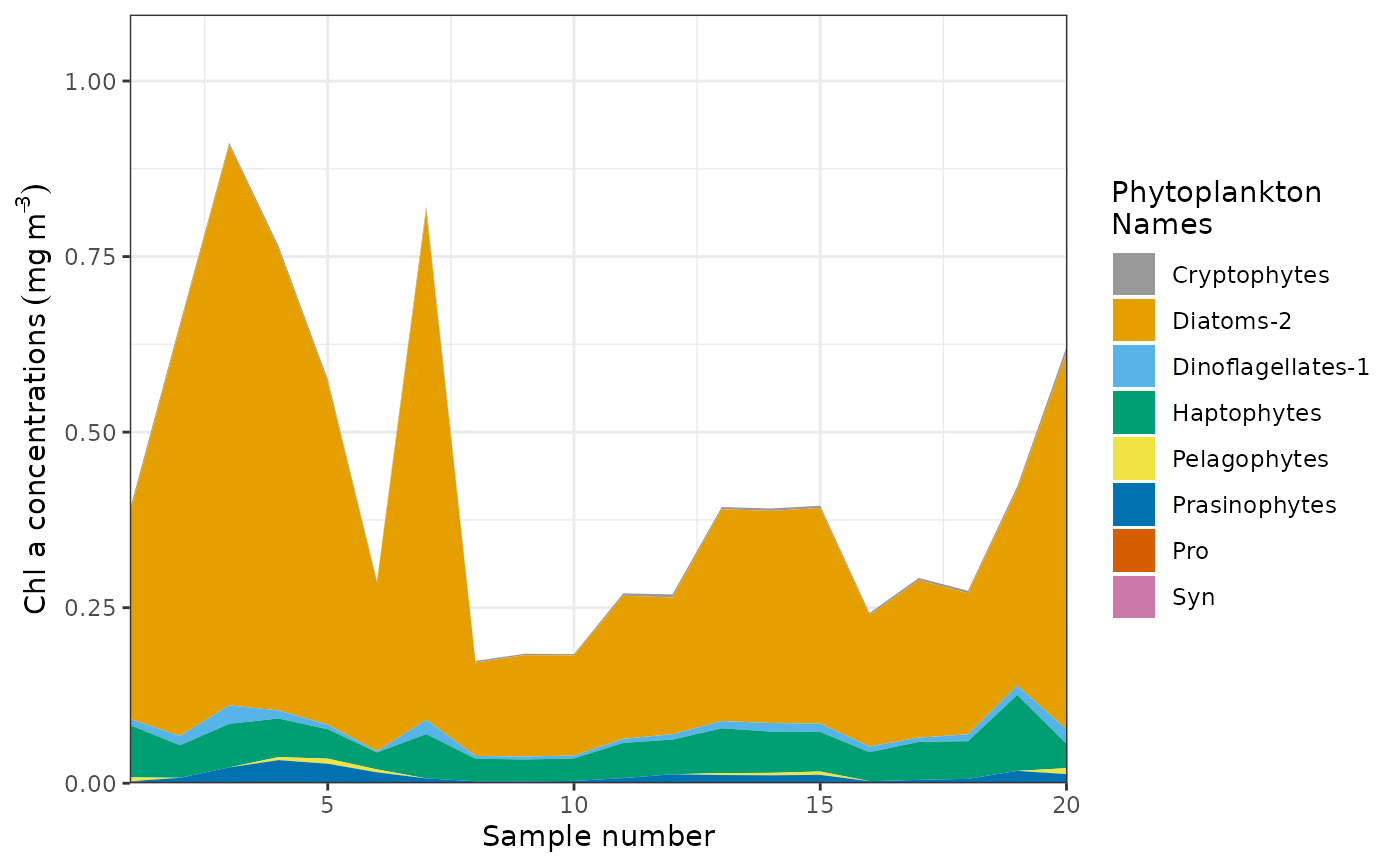 Chl a concentrations (mg m⁻³)
1.00
0.75
0.50
0.25
0.00
5 10 15 20
Sample number
Phytoplankton
Names
Cryptophytes
Diatoms-2
Dinoflagellates-1
Haptophytes
Pelagophytes
Prasinophytes
Pro
Syn